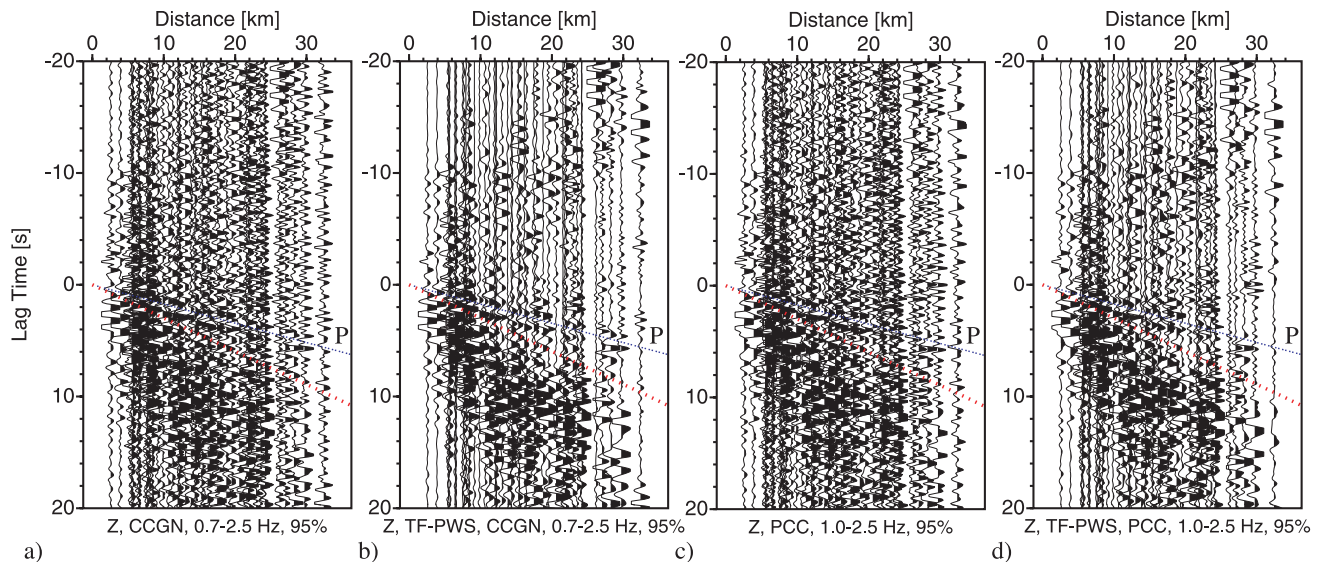 Distance [km]
Distance [km]
Distance [km]
Distance [km]
0 10 20 30
0 10 20 30
0 10 20 30
0 10 20 30
-20
-20
-20
-20
-10
-10
-10
-10
0
0
0
0
10
10
10
10
20
20
20
20
Lag Time [s]
P
P
P
P
Z, CCGN, 0.7-2.5 Hz, 95%
Z, TF-PWS, CCGN, 0.7-2.5 Hz, 95%
Z, PCC, 1.0-2.5 Hz, 95%
Z, TF-PWS, PCC, 1.0-2.5 Hz, 95%
a)
b)
c)
d)